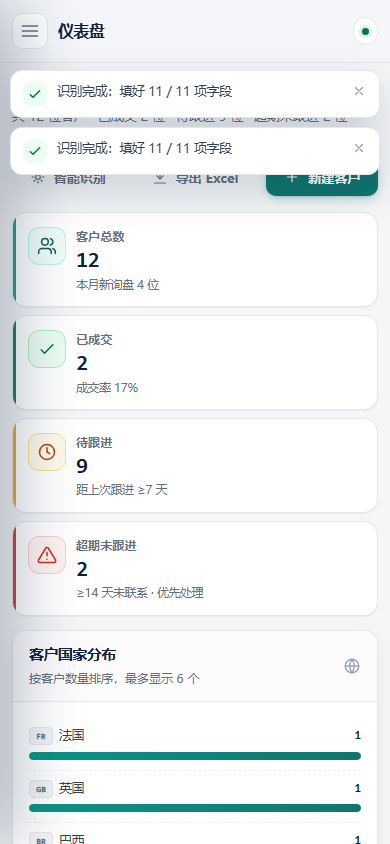 仪表盘
识别完成：填好 11 / 11 项字段
识别完成：填好 11 / 11 项字段
智能识别
导出 Excel
新建客户
客户总数
12
本月新询盘 4 位
已成交
2
成交率 17%
待跟进
9
距上次跟进 ≥7 天
超期未跟进
2
≥14 天未联系 · 优先处理
客户国家分布
按客户数量排序，最多显示 6 个
FR 法国 1
GB 英国 1
BR 巴西 1